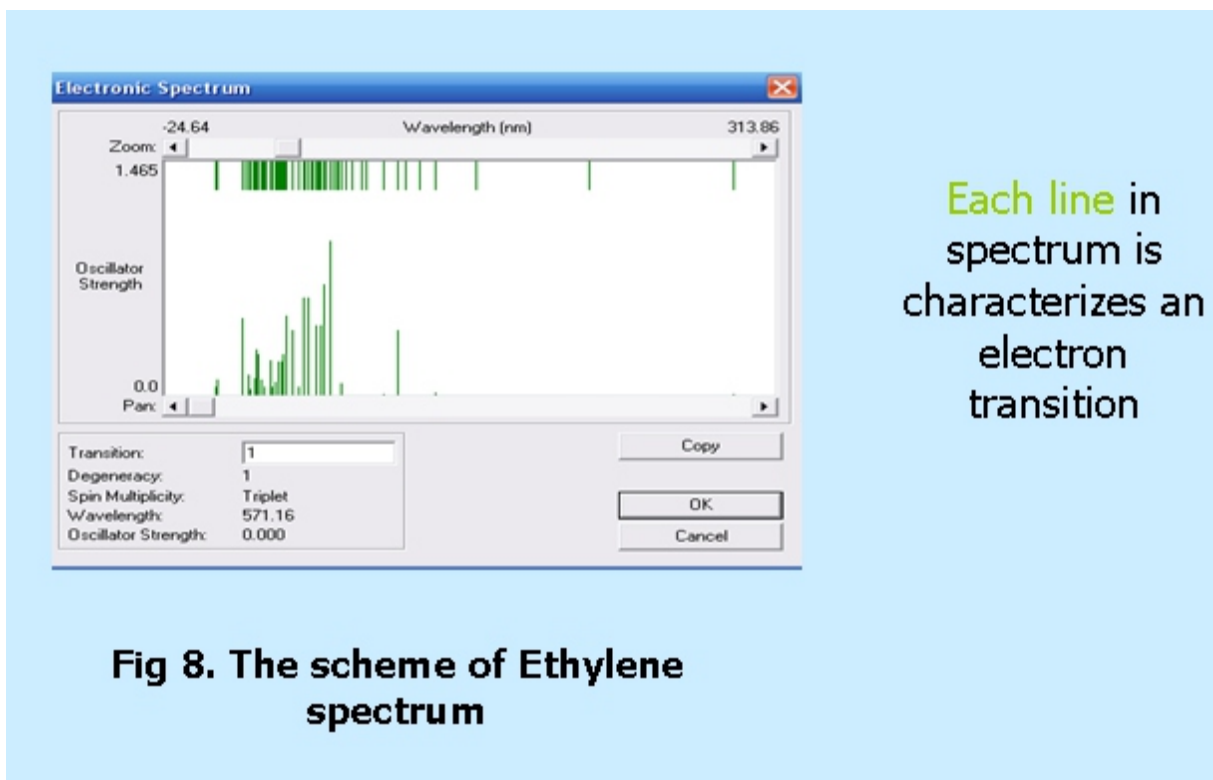 Electronic Spectrum
-24.64 Wavelength (nm) 313.86
Zoom:
1.465
Oscillator
Strength
0.0
Pan:
Transition: 1
Degeneracy: 1
Spin Multiplicity: Triplet
Wavelength: 571.16
Oscillator Strength: 0.000
Copy
OK
Cancel
Each line in
spectrum is
characterizes an
electron
transition
Fig 8. The scheme of Ethylene
spectrum